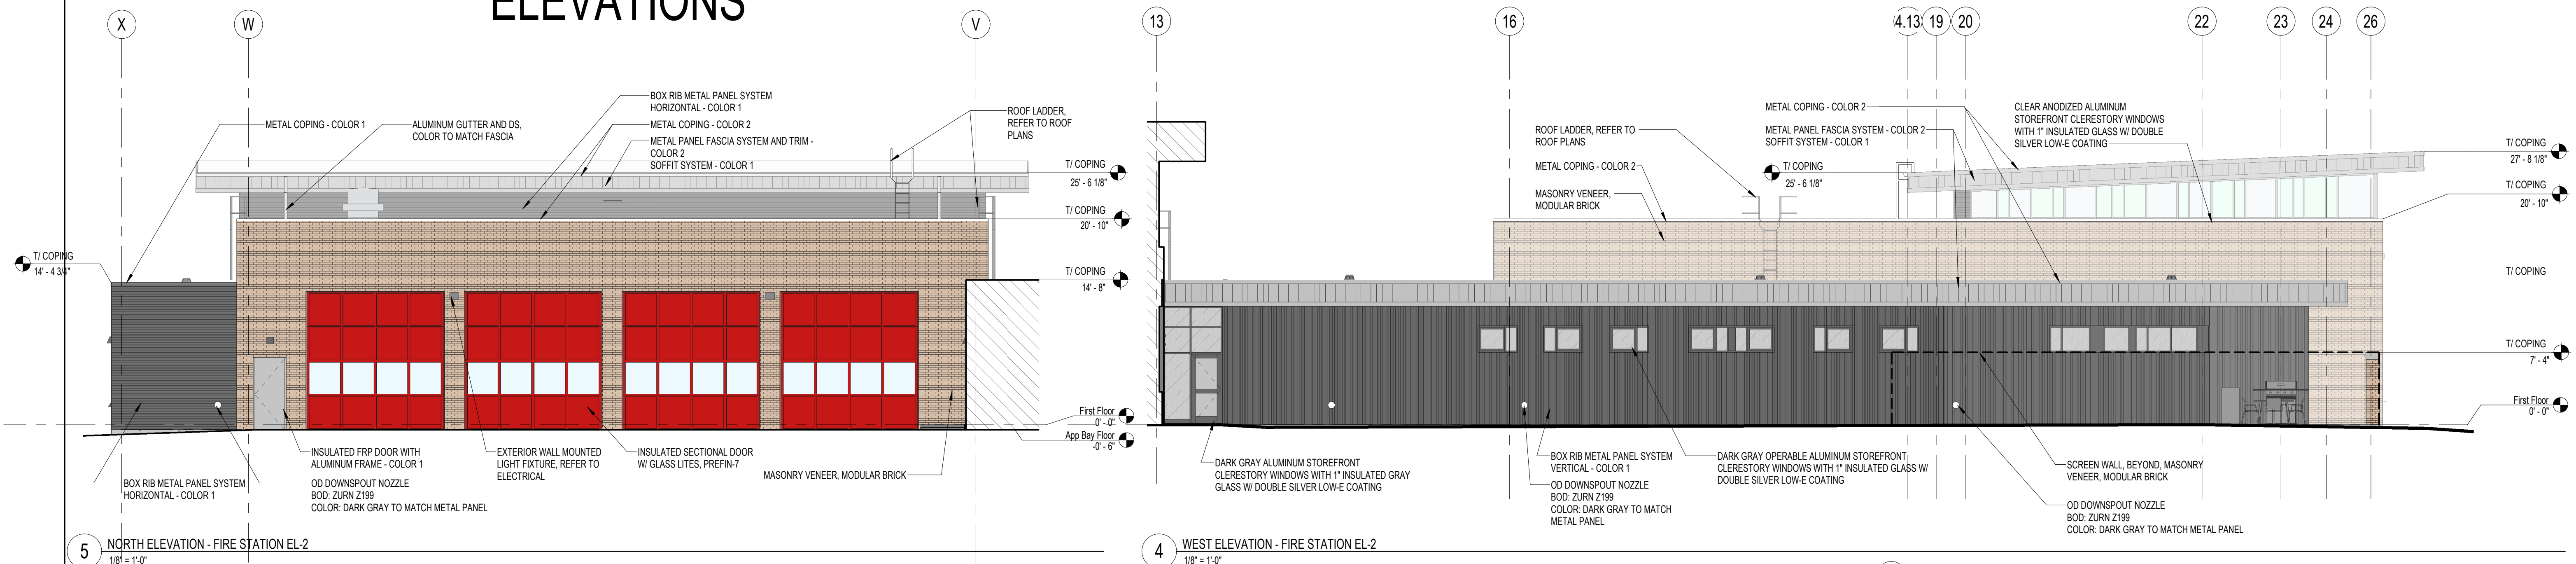 ELEVATIONS
X
W
V
METAL COPING - COLOR 1
ALUMINUM GUTTER AND DS,
COLOR TO MATCH FASCIA
BOX RIB METAL PANEL SYSTEM
HORIZONTAL - COLOR 1
METAL COPING - COLOR 2
METAL PANEL FASCIA SYSTEM AND TRIM -
COLOR 2
SOFFIT SYSTEM - COLOR 1
ROOF LADDER,
REFER TO ROOF
PLANS
T/ COPING
25' - 6 1/8"
T/ COPING
20' - 10"
T/ COPING
14' - 8"
T/ COPING
14' - 4 3/4"
First Floor
0' - 0"
App Bay Floor
-0' - 6"
BOX RIB METAL PANEL SYSTEM
HORIZONTAL - COLOR 1
INSULATED FRP DOOR WITH
ALUMINUM FRAME - COLOR 1
OD DOWNSPOUT NOZZLE
BOD: ZURN Z199
COLOR: DARK GRAY TO MATCH METAL PANEL
EXTERIOR WALL MOUNTED
LIGHT FIXTURE, REFER TO
ELECTRICAL
INSULATED SECTIONAL DOOR
W/ GLASS LITES, PREFIN-7
MASONRY VENEER, MODULAR BRICK
5
NORTH ELEVATION - FIRE STATION EL-2
1/8" = 1'-0"
13
16
4.13
19
20
22
23
24
26
ROOF LADDER, REFER TO
ROOF PLANS
METAL COPING - COLOR 2
MASONRY VENEER,
MODULAR BRICK
METAL COPING - COLOR 2
METAL PANEL FASCIA SYSTEM - COLOR 2
SOFFIT SYSTEM - COLOR 1
T/ COPING
25' - 6 1/8"
CLEAR ANODIZED ALUMINUM
STOREFRONT CLERESTORY WINDOWS
WITH 1" INSULATED GLASS W/ DOUBLE
SILVER LOW-E COATING
T/ COPING
27' - 8 1/8"
T/ COPING
20' - 10"
T/ COPING
T/ COPING
7' - 4"
First Floor
0' - 0"
DARK GRAY ALUMINUM STOREFRONT
CLERESTORY WINDOWS WITH 1" INSULATED GRAY
GLASS W/ DOUBLE SILVER LOW-E COATING
BOX RIB METAL PANEL SYSTEM
VERTICAL - COLOR 1
OD DOWNSPOUT NOZZLE
BOD: ZURN Z199
COLOR: DARK GRAY TO MATCH
METAL PANEL
DARK GRAY OPERABLE ALUMINUM STOREFRONT
CLERESTORY WINDOWS WITH 1" INSULATED GLASS W/
DOUBLE SILVER LOW-E COATING
SCREEN WALL, BEYOND, MASONRY
VENEER, MODULAR BRICK
OD DOWNSPOUT NOZZLE
BOD: ZURN Z199
COLOR: DARK GRAY TO MATCH METAL PANEL
4
WEST ELEVATION - FIRE STATION EL-2
1/8" = 1'-0"